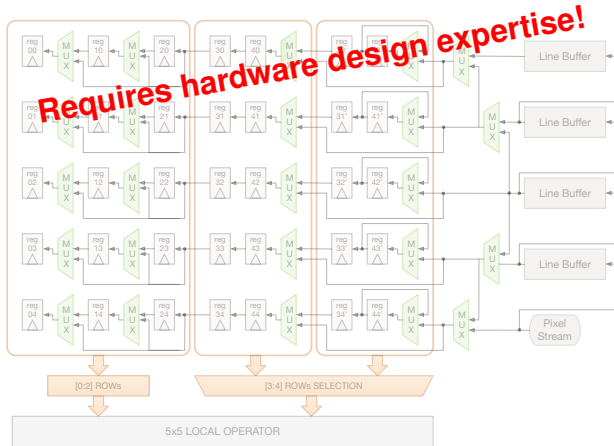 reg 00 MUX reg 10 MUX reg 20 reg 30 reg 40 MUX MUX MUX Line Buffer
Requires hardware design expertise!
MUX MUX reg 21 reg 31 reg 41 MUX reg 31' reg 41' MUX MUX Line Buffer
reg 02 MUX reg 12 MUX reg 22 reg 32 reg 42 MUX reg 32' reg 42' MUX Line Buffer
reg 03 MUX reg 13 MUX reg 23 reg 33 reg 43 MUX reg 33' reg 43' MUX MUX Line Buffer
reg 04 MUX reg 14 MUX reg 24 reg 34 reg 44 MUX reg 34' reg 44' MUX MUX Pixel Stream
[0:2] ROWs
[3:4] ROWs SELECTION
5x5 LOCAL OPERATOR